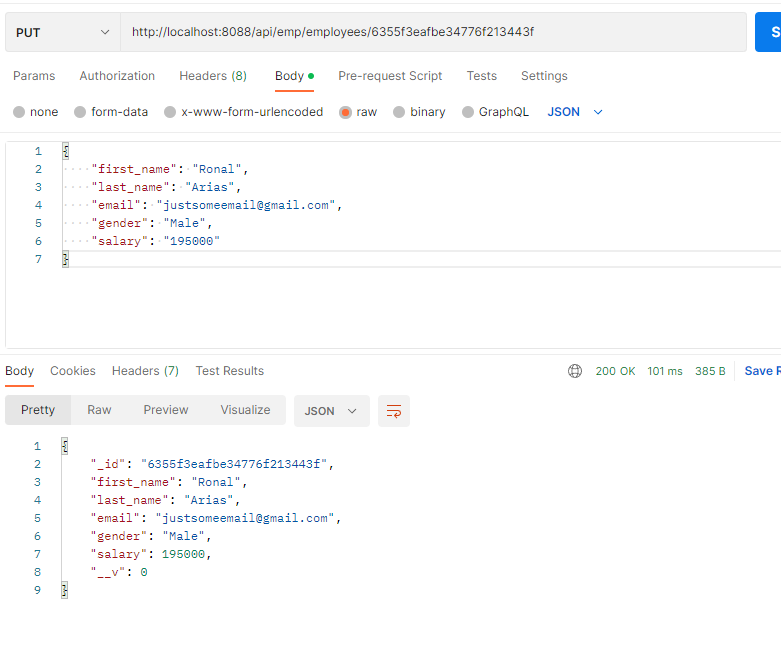 PUT http://localhost:8088/api/emp/employees/6355f3eafbe34776f213443f S
Params Authorization Headers (8) Body Pre-request Script Tests Settings
none form-data x-www-form-urlencoded raw binary GraphQL JSON
1 {
2 "first_name": "Ronal",
3 "last_name": "Arias",
4 "email": "justsomeemail@gmail.com",
5 "gender": "Male",
6 "salary": "195000"
7 }
Body Cookies Headers (7) Test Results 200 OK 101 ms 385 B Save R
Pretty Raw Preview Visualize JSON
1 {
2 "_id": "6355f3eafbe34776f213443f",
3 "first_name": "Ronal",
4 "last_name": "Arias",
5 "email": "justsomeemail@gmail.com",
6 "gender": "Male",
7 "salary": 195000,
8 "__v": 0
9 }